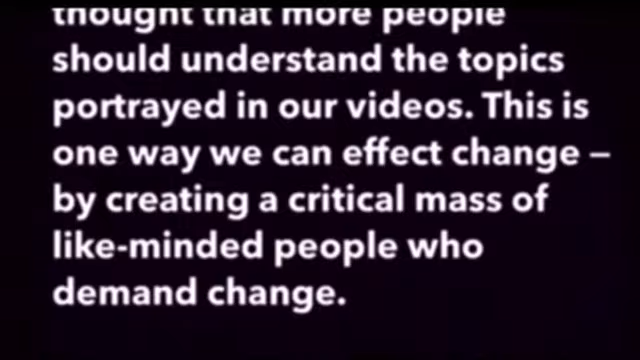 thought that more people
should understand the topics
portrayed in our videos. This is
one way we can effect change –
by creating a critical mass of
like-minded people who
demand change.